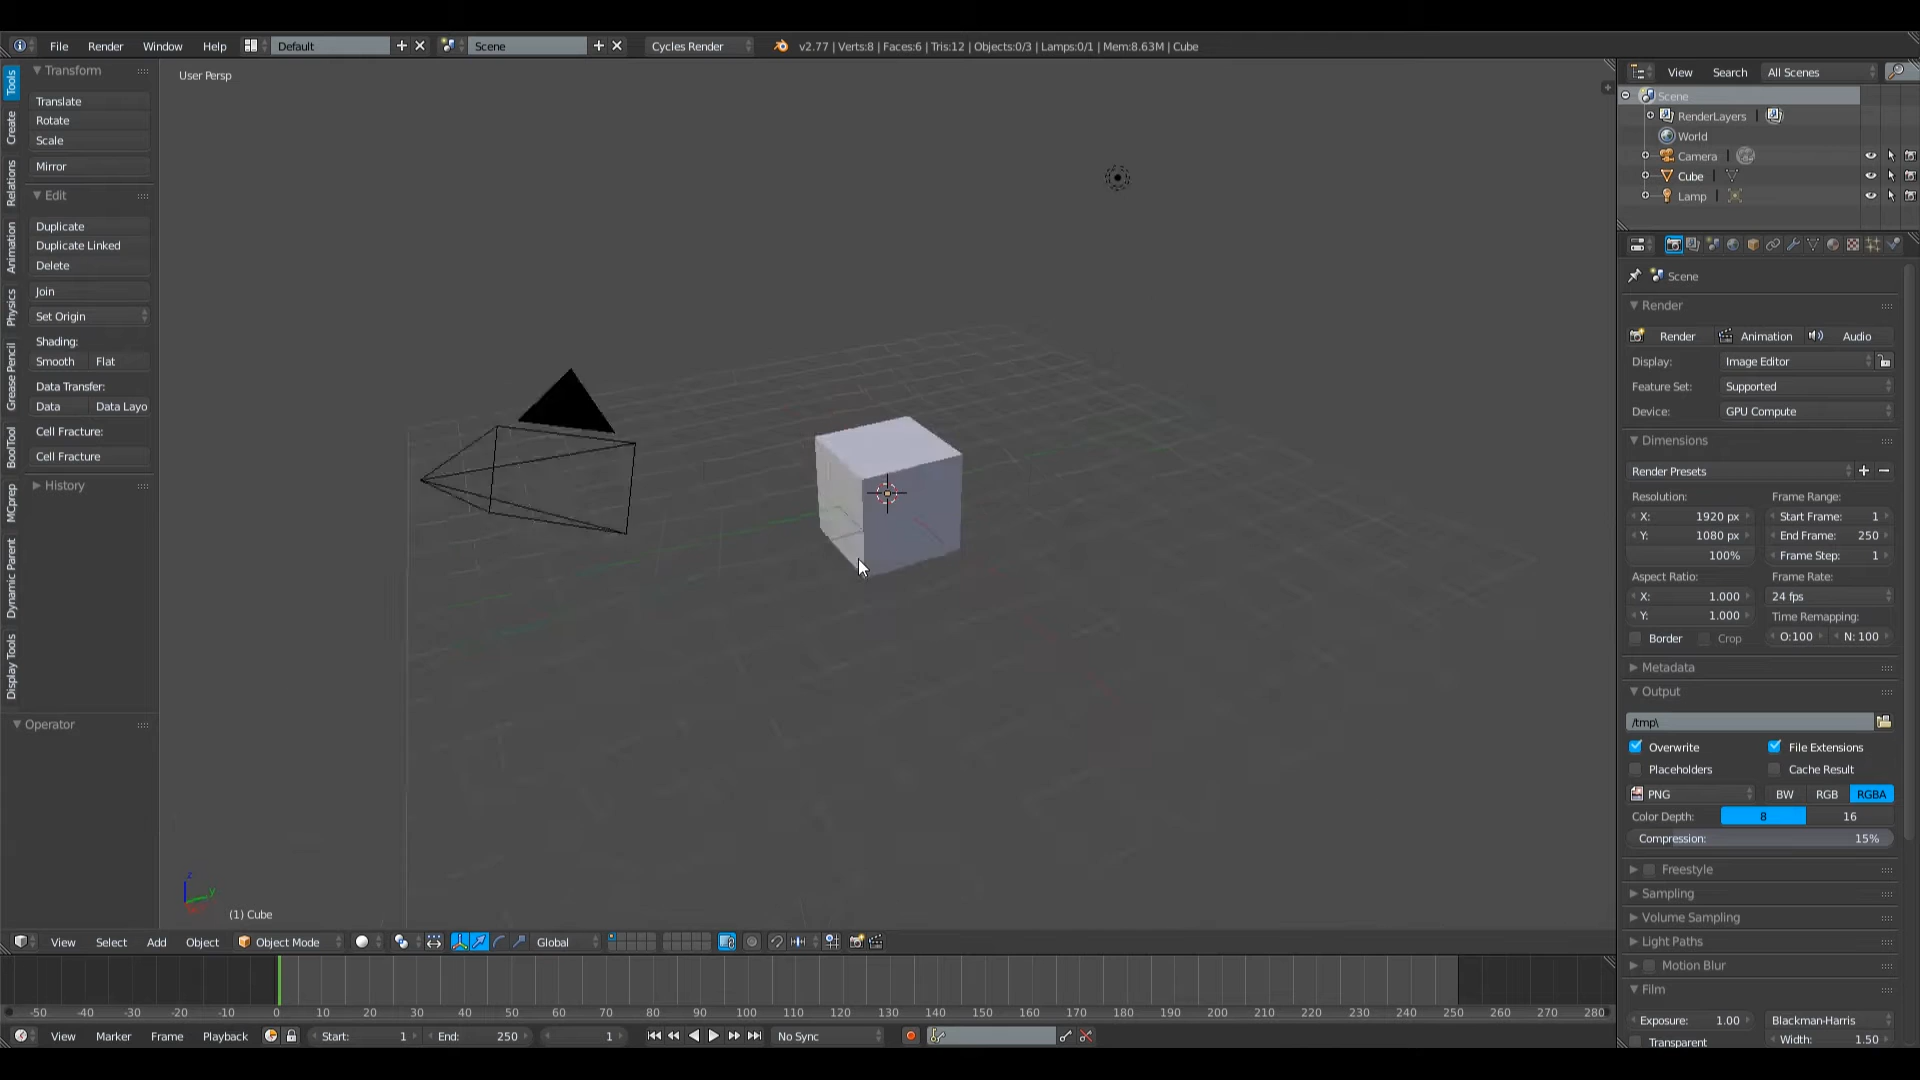 File Render Window Help Default Scene Cycles Render v2.77 | Verts:8 | Faces:6 | Tris:12 | Objects:0/3 | Lamps:0/1 | Mem:8.63M | Cube
Tools
Create
Relations
Animation
Physics
Grease Pencil
BoolTool
MCprep
Dynamic Parent
Display Tools
Transform
Translate
Rotate
Scale
Mirror
Edit
Duplicate
Duplicate Linked
Delete
Join
Set Origin
Shading:
Smooth Flat
Data Transfer:
Data Data Layo
Cell Fracture:
Cell Fracture
History
Operator
User Persp
z
y
(1) Cube
View Select Add Object Object Mode Global
-50 -40 -30 -20 -10 0 10 20 30 40 50 60 70 80 90 100 110 120 130 140 150 160 170 180 190 200 210 220 230 240 250 260 270 280
View Marker Frame Playback Start: 1 End: 250 1 No Sync
View Search All Scenes
Scene
RenderLayers |
World
Camera |
Cube |
Lamp |
Scene
Render
Render Animation Audio
Display: Image Editor
Feature Set: Supported
Device: GPU Compute
Dimensions
Render Presets
Resolution: Frame Range:
X: 1920 px Start Frame: 1
Y: 1080 px End Frame: 250
100% Frame Step: 1
Aspect Ratio: Frame Rate:
X: 1.000 24 fps
Y: 1.000 Time Remapping:
Border Crop O:100 N: 100
Metadata
Output
/tmp\
Overwrite File Extensions
Placeholders Cache Result
PNG BW RGB RGBA
Color Depth: 8 16
Compression: 15%
Freestyle
Sampling
Volume Sampling
Light Paths
Motion Blur
Film
Exposure: 1.00 Blackman-Harris
Transparent Width: 1.50